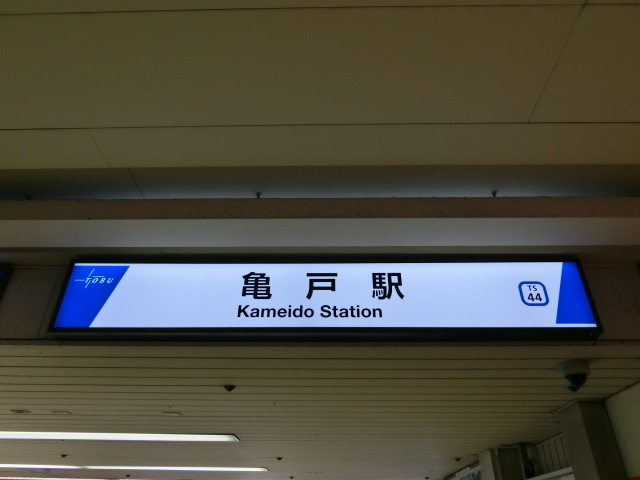 TOBU
亀戸駅
Kameido Station
TS
44